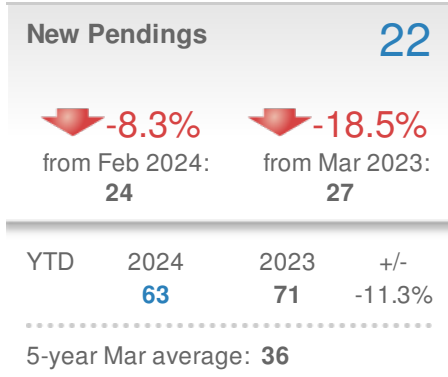 New Pendings 22
-8.3% -18.5%
from Feb 2024: from Mar 2023:
24 27
YTD 2024 2023 +/-
63 71 -11.3%
5-year Mar average: 36